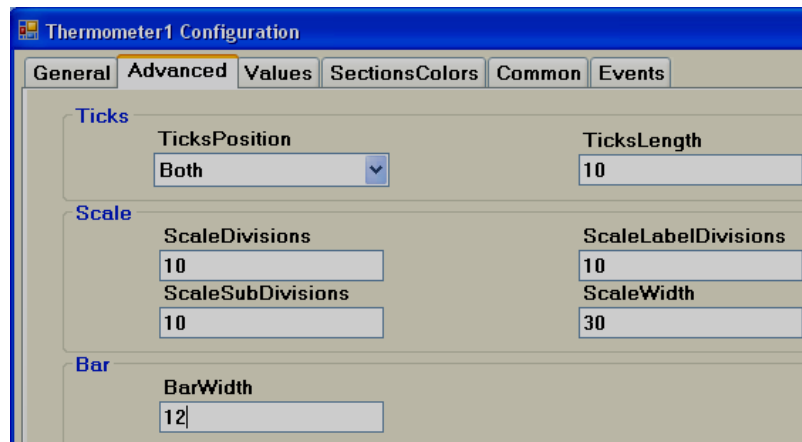 Thermometer1 Configuration
General Advanced Values SectionsColors Common Events
Ticks
TicksPosition TicksLength
Both 10
Scale
ScaleDivisions ScaleLabelDivisions
10 10
ScaleSubDivisions ScaleWidth
10 30
Bar
BarWidth
12